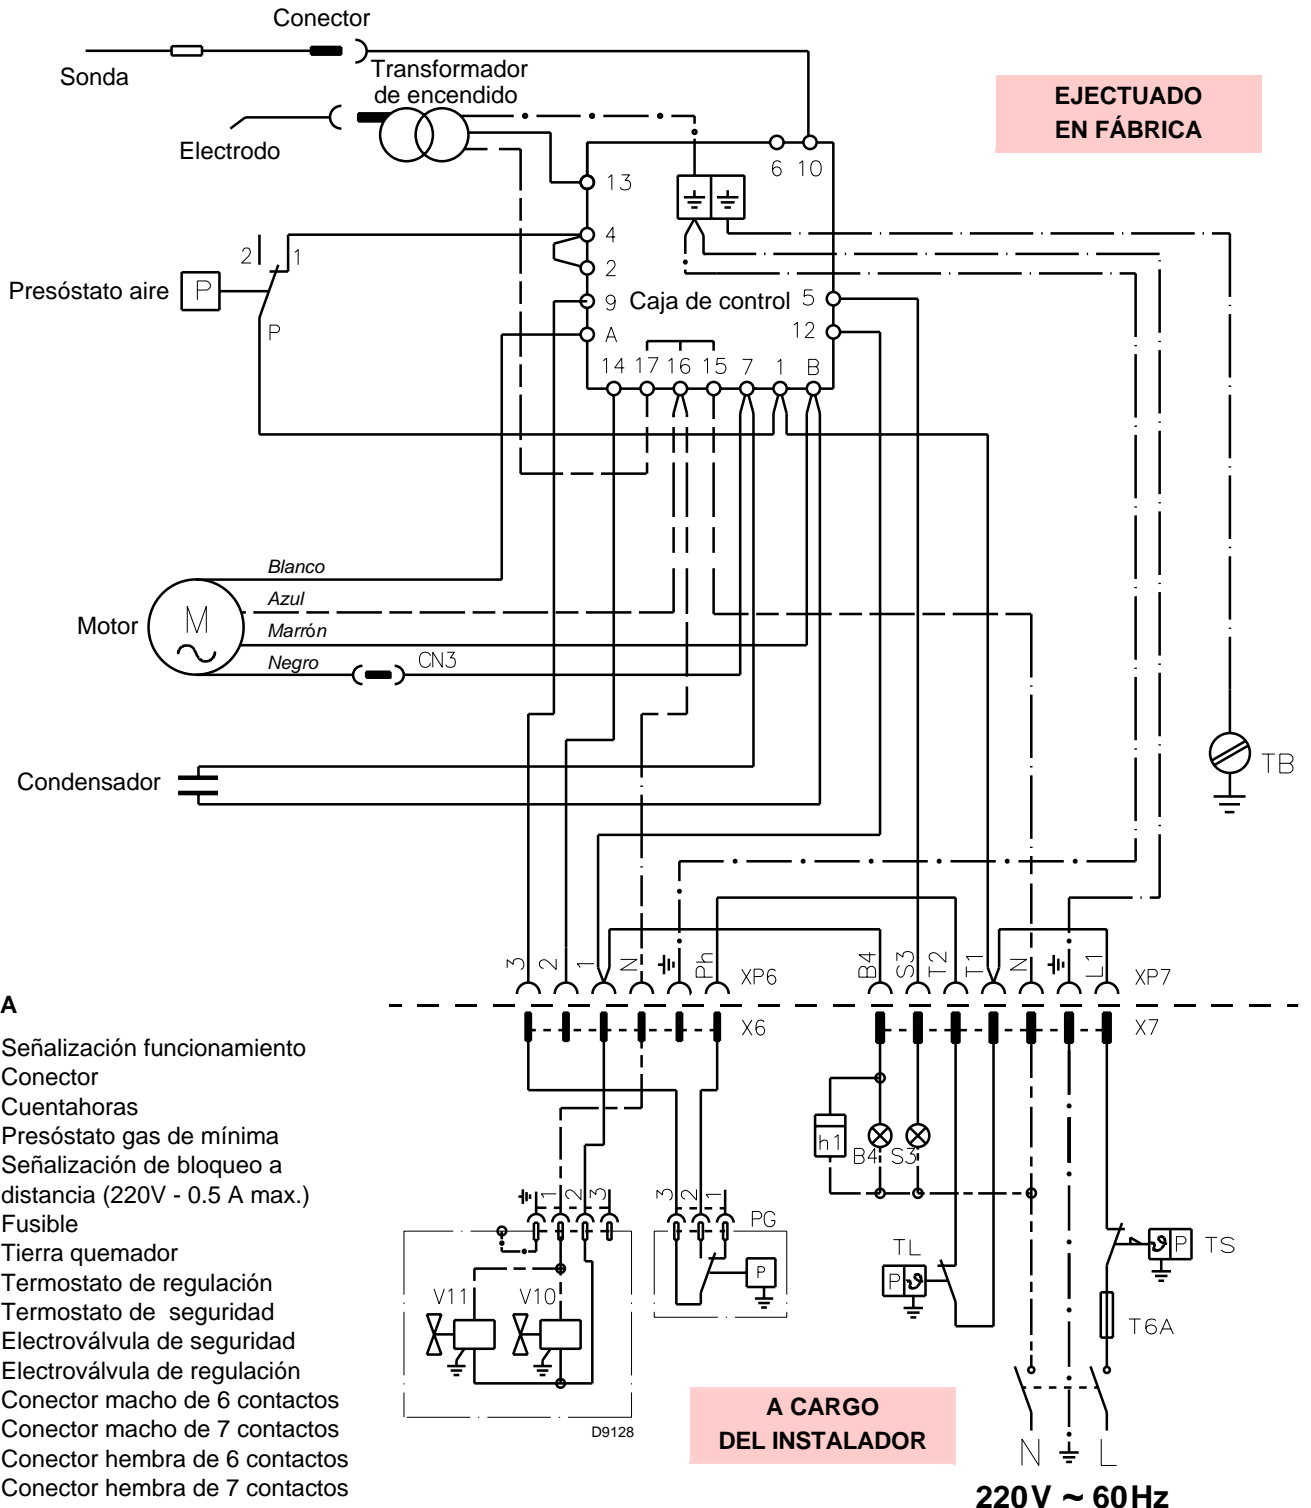 Conector
Sonda
Transformador
de encendido
Electrodo
EJECTUADO
EN FÁBRICA
6 10
13
4
2
9 Caja de control 5
A 12
14 17 16 15 7 1 B
2 1
Presóstato aire P
P
Blanco
Azul
Motor M
Marrón
Negro CN3
Condensador
TB
3 2 1 N Ph XP6
B4 S3 T2 T1 N L1 XP7
X6
X7
A
Señalización funcionamiento
Conector
Cuentahoras
Presóstato gas de mínima
Señalización de bloqueo a
distancia (220V - 0.5 A max.)
Fusible
Tierra quemador
Termostato de regulación
Termostato de seguridad
Electroválvula de seguridad
Electroválvula de regulación
Conector macho de 6 contactos
Conector macho de 7 contactos
Conector hembra de 6 contactos
Conector hembra de 7 contactos
h1 B4 S3
1 2 3
3 2 1 PG
P
V11 V10
D9128
TL
P ϑ
ϑ P TS
T6A
A CARGO
DEL INSTALADOR
N L
220V ~ 60Hz